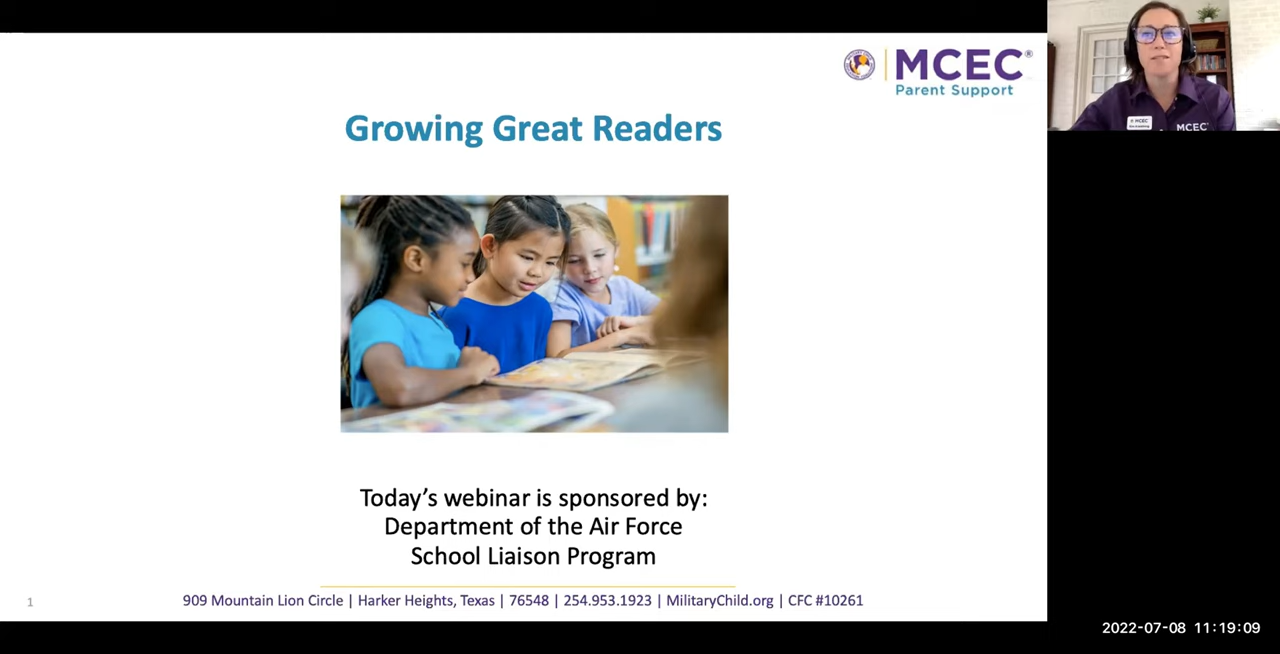 MCEC®
Parent Support
Growing Great Readers
MCEC
MCEC
Today's webinar is sponsored by:
Department of the Air Force
School Liaison Program
1
909 Mountain Lion Circle | Harker Heights, Texas | 76548 | 254.953.1923 | MilitaryChild.org | CFC #10261
2022-07-08 11:19:09